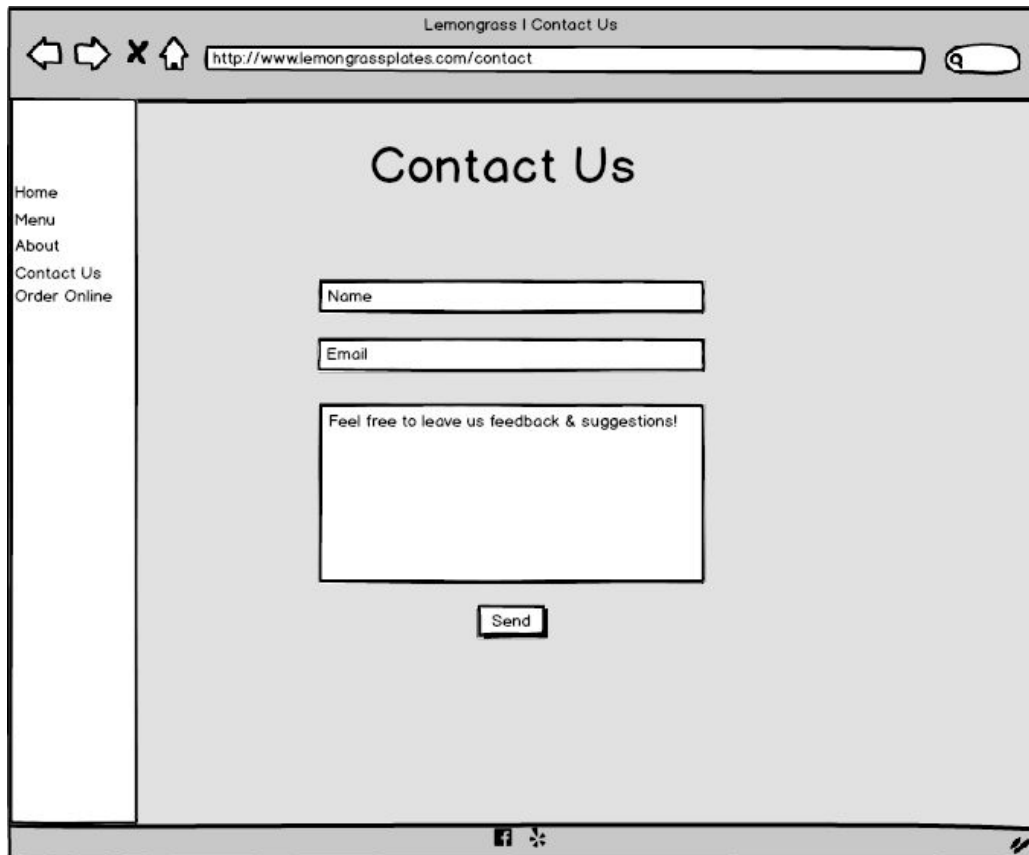 Lemongrass | Contact Us
http://www.lemongrassplates.com/contact
Contact Us
Home
Menu
About
Contact Us
Order Online
Name
Email
Feel free to leave us feedback & suggestions!
Send